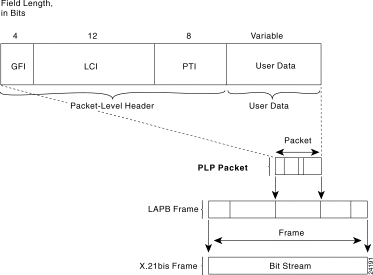 Field Length,
in Bits
4 12 8 Variable
GFI LCI PTI User Data
Packet-Level Header User Data
Packet
PLP Packet
LAPB Frame
Frame
X.21bis Frame Bit Stream
24191